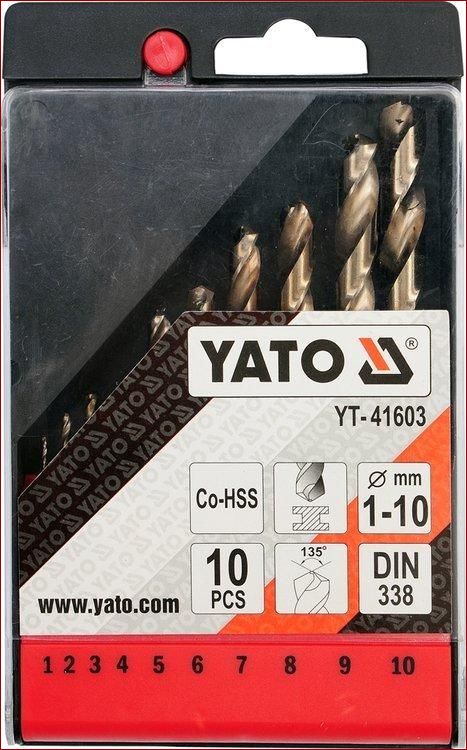 YATO ®
YT-41603
Co-HSS
Ø mm
1-10
10
PCS
135°
DIN
338
www.yato.com
1 2 3 4 5 6 7 8 9 10